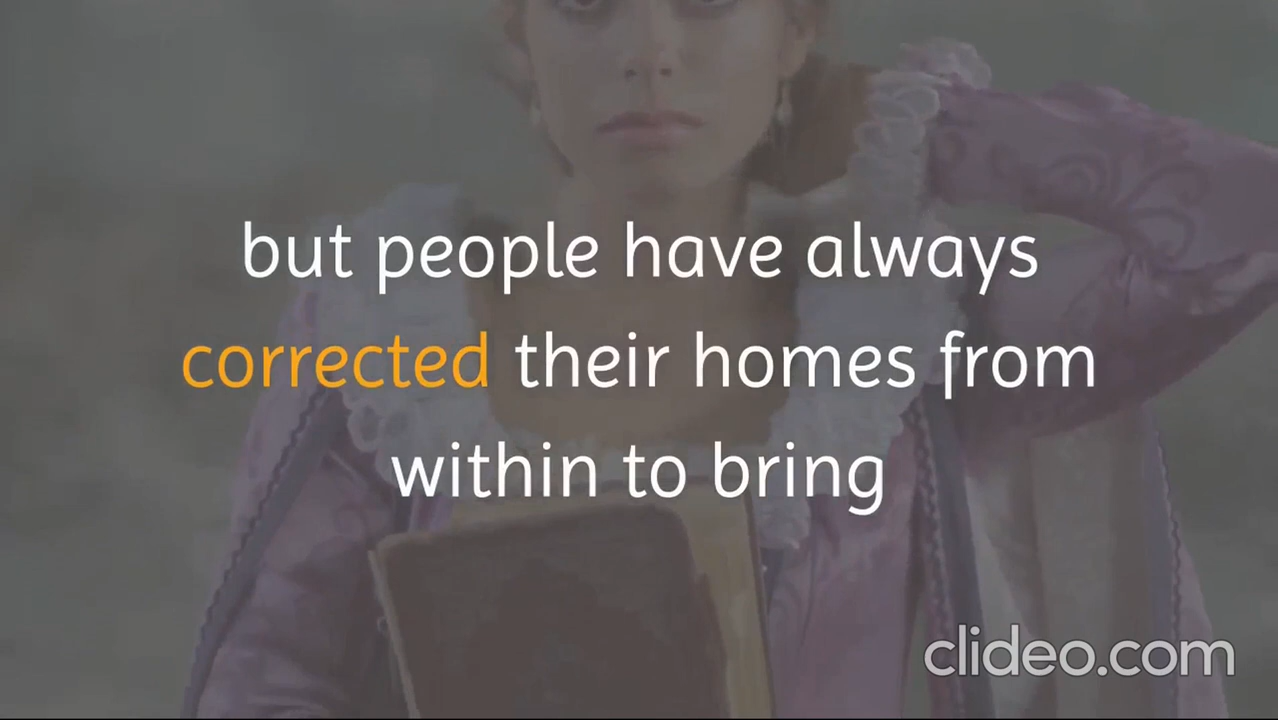 but people have always
corrected their homes from
within to bring
clideo.com